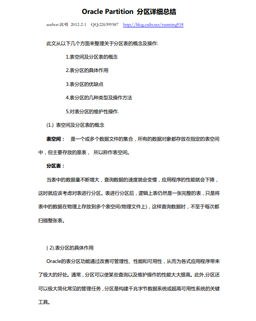 Oracle Partition 分区详细总结
此文从以下几个方面来整理关于分区表的概念及操作:
1.表空间及分区表的概念
2.表分区的具体作用
3.表分区的优缺点
4.表分区的几种类型及操作方法
5.对表分区的维护性操作.
(1.) 表空间及分区表的概念
表空间： 是一个或多个数据文件的集合，所有的数据对象都存放在指定的表空间
中，但主要存放的是表， 所以称作表空间。
分区表：
当表中的数据量不断增大，查询数据的速度就会变慢，应用程序的性能就会下降，
这时就应该考虑对表进行分区。表进行分区后，逻辑上表仍然是一张完整的表，只是将
表中的数据在物理上存放到多个表空间(物理文件上)，这样查询数据时，不至于每次都
扫描整张表。
( 2).表分区的具体作用
Oracle的表分区功能通过改善可管理性、性能和可用性，从而为各式应用程序带来
了极大的好处。通常，分区可以使某些查询以及维护操作的性能大大提高。此外,分区还
可以极大简化常见的管理任务，分区是构建千兆字节数据系统或超高可用性系统的关键
工具。